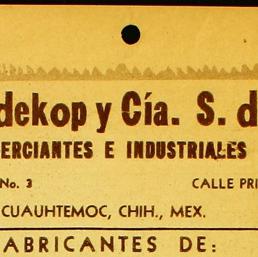 dekop y Cía. S. d
ERCIANTES E INDUSTRIALES
No. 3 CALLE PRI
CUAUHTEMOC, CHIH., MEX.
ABRICANTES DE: